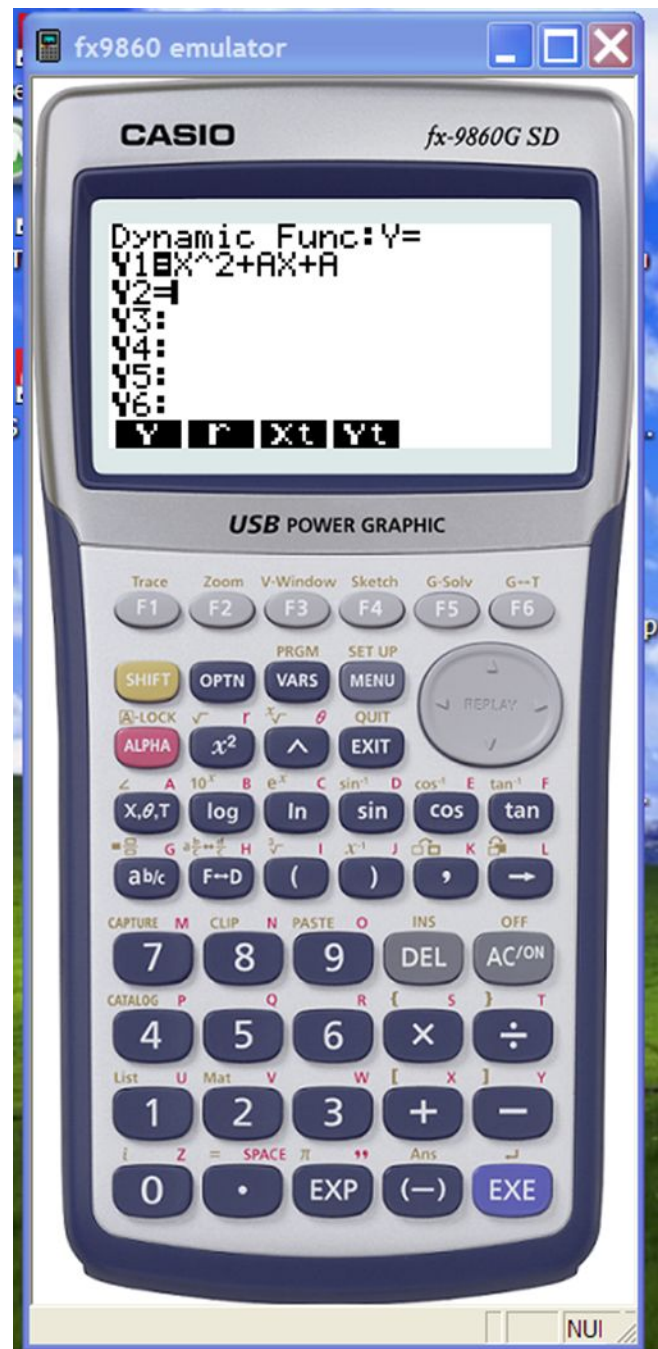 fx9860 emulator
CASIO fx-9860G SD
Dynamic Func:Y=
Y1=X^2+AX+A
Y2=
Y3:
Y4:
Y5:
Y6:
Y r Xt Yt
USB POWER GRAPHIC
Trace Zoom V-Window Sketch G-Solv G↔T
F1 F2 F3 F4 F5 F6
PRGM SET UP
SHIFT OPTN VARS MENU
REPLAY
A-LOCK √ r ˣ√ θ QUIT
ALPHA x² ^ EXIT
∠ A 10ˣ B eˣ C sin⁻¹ D cos⁻¹ E tan⁻¹ F
X,θ,T log ln sin cos tan
G H ³√ I x⁻¹ J K L
ab/c F↔D ( ) , →
CAPTURE M CLIP N PASTE O INS OFF
7 8 9 DEL AC/ON
CATALOG P Q R { S } T
4 5 6 × ÷
List U Mat V W [ X ] Y
1 2 3 + −
i Z = SPACE π " Ans ↵
0 • EXP (−) EXE
NUI